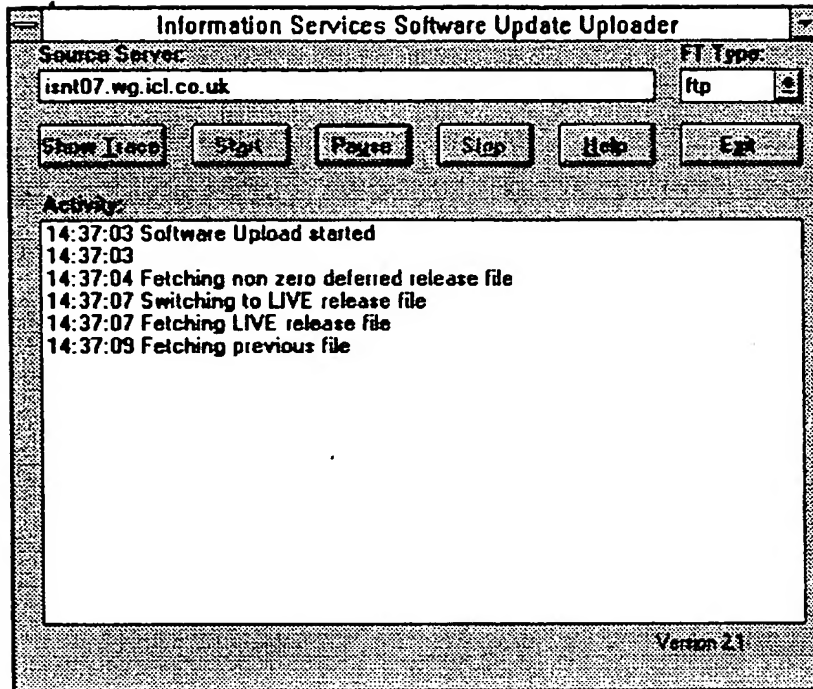 Information Services Software Update Uploader
Source Server:
FT Type:
isnt07.wg.icl.co.uk
ftp
Show Trace
Start
Pause
Stop
Help
Exit
Activity:
14:37:03 Software Upload started
14:37:03
14:37:04 Fetching non zero deferred release file
14:37:07 Switching to LIVE release file
14:37:07 Fetching LIVE release file
14:37:09 Fetching previous file
Version 2.1